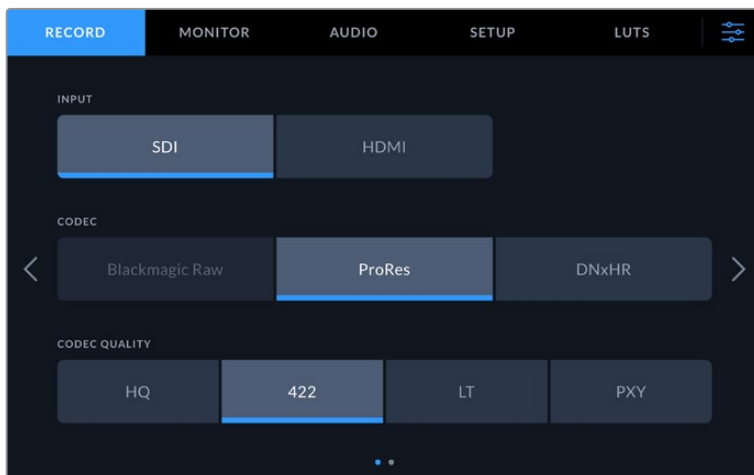 RECORD MONITOR AUDIO SETUP LUTS
INPUT
SDI HDMI
CODEC
Blackmagic Raw ProRes DNxHR
CODEC QUALITY
HQ 422 LT PXY